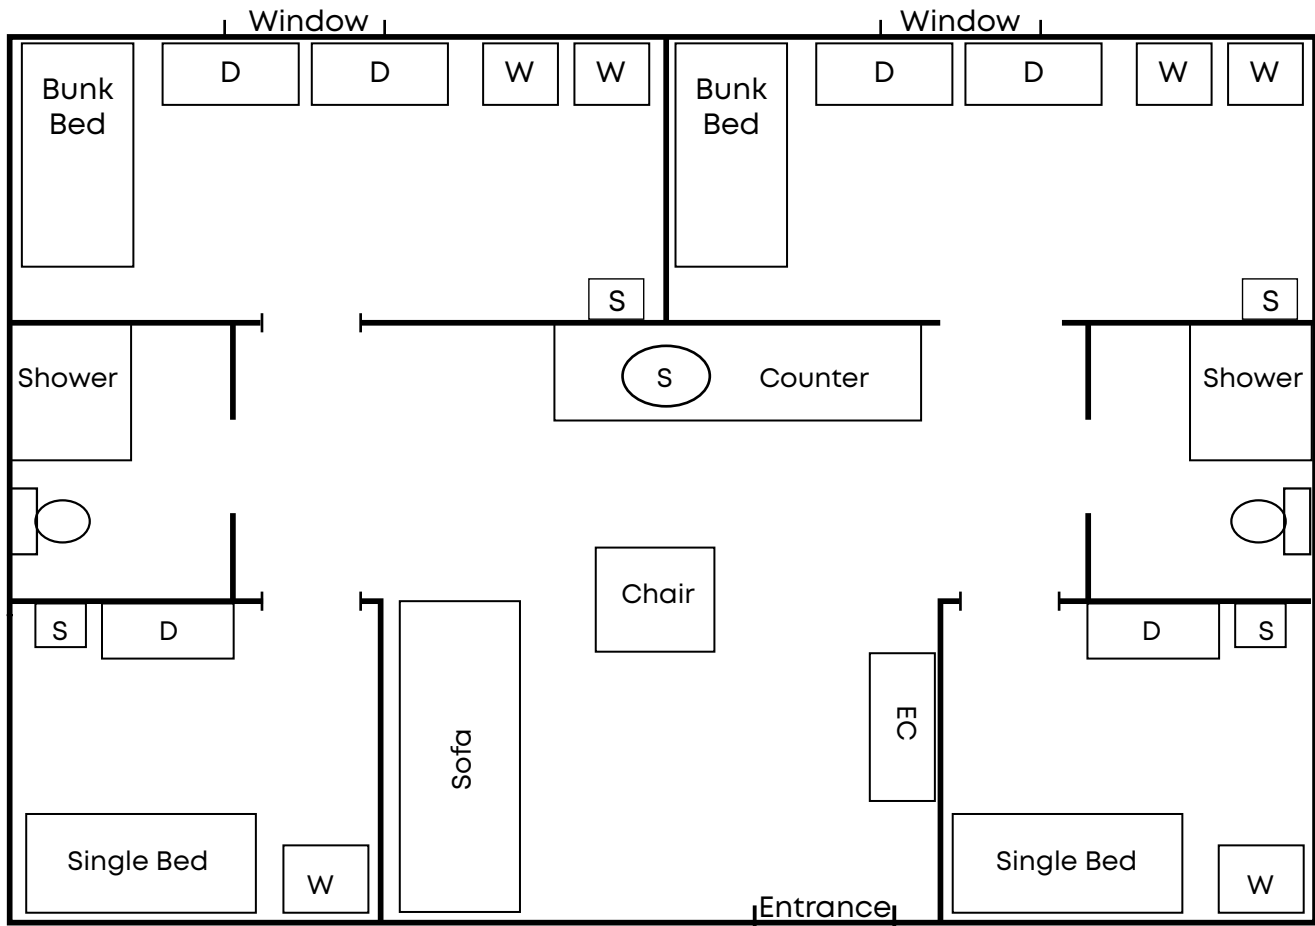 Window
Window
Bunk
Bed
D
D
W
W
Bunk
Bed
D
D
W
W
S
S
Shower
S
Counter
Shower
Chair
S
D
D
S
EC
Sofa
Single Bed
W
Single Bed
W
Entrance